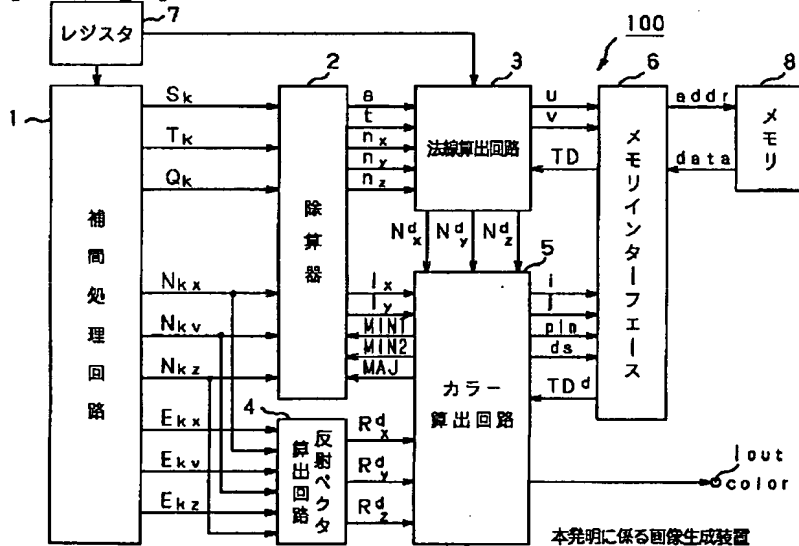 レジスタ
7
100
1
2
3
6
8
Sk
Tk
Qk
s
t
nx
ny
nz
u
v
TD
addr
data
メモリ
法線算出回路
除算器
メモリインターフェース
補間処理回路
Ndx Ndy Ndz
5
Nkx
Nky
Nkz
Ix
Iy
MIN1
MIN2
MAJ
i
j
pln
ds
TDd
カラー
算出回路
4
反射ベクタ
算出回路
Ekx
Eky
Ekz
Rdx
Rdy
Rdz
Iout
color
本発明に係る画像生成装置